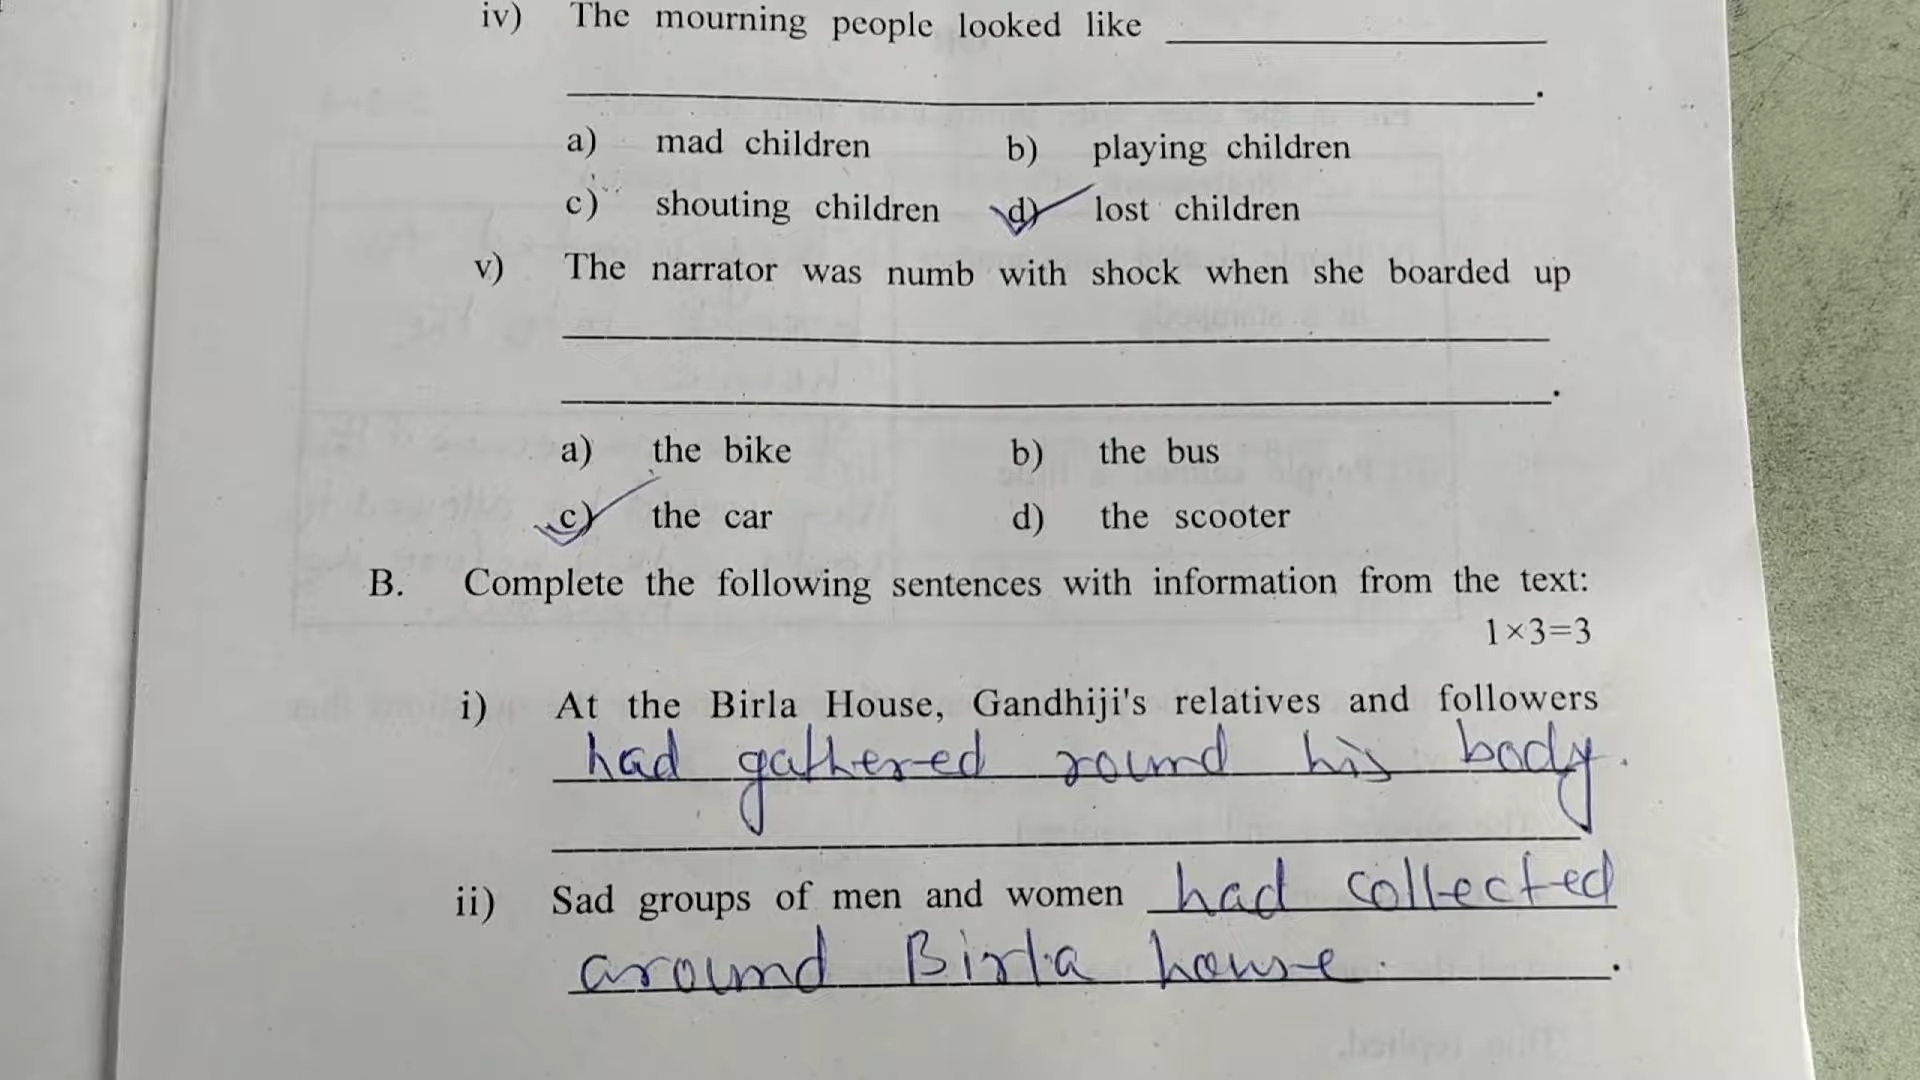 iv) The mourning people looked like
a) mad children b) playing children
c) shouting children d) lost children
v) The narrator was numb with shock when she boarded up
a) the bike b) the bus
c) the car d) the scooter
B. Complete the following sentences with information from the text:
1×3=3
i) At the Birla House, Gandhiji's relatives and followers
had gathered round his body.
ii) Sad groups of men and women had collected
around Birla house.